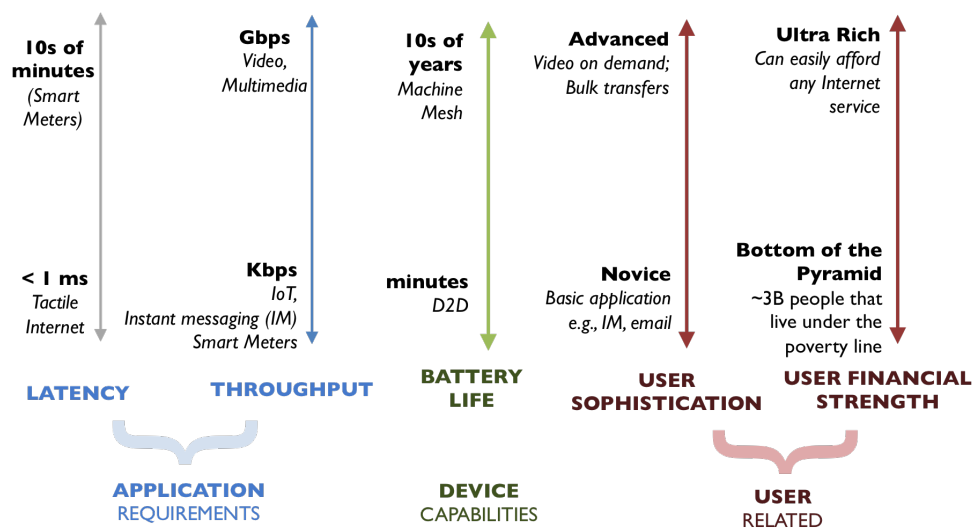 10s of
minutes
(Smart
Meters)
< 1 ms
Tactile
Internet
LATENCY
Gbps
Video,
Multimedia
Kbps
IoT,
Instant messaging (IM)
Smart Meters
THROUGHPUT
APPLICATION
REQUIREMENTS
10s of
years
Machine
Mesh
minutes
D2D
BATTERY
LIFE
DEVICE
CAPABILITIES
Advanced
Video on demand;
Bulk transfers
Novice
Basic application
e.g., IM, email
USER
SOPHISTICATION
Ultra Rich
Can easily afford
any Internet
service
Bottom of the
Pyramid
~3B people that
live under the
poverty line
USER FINANCIAL
STRENGTH
USER
RELATED